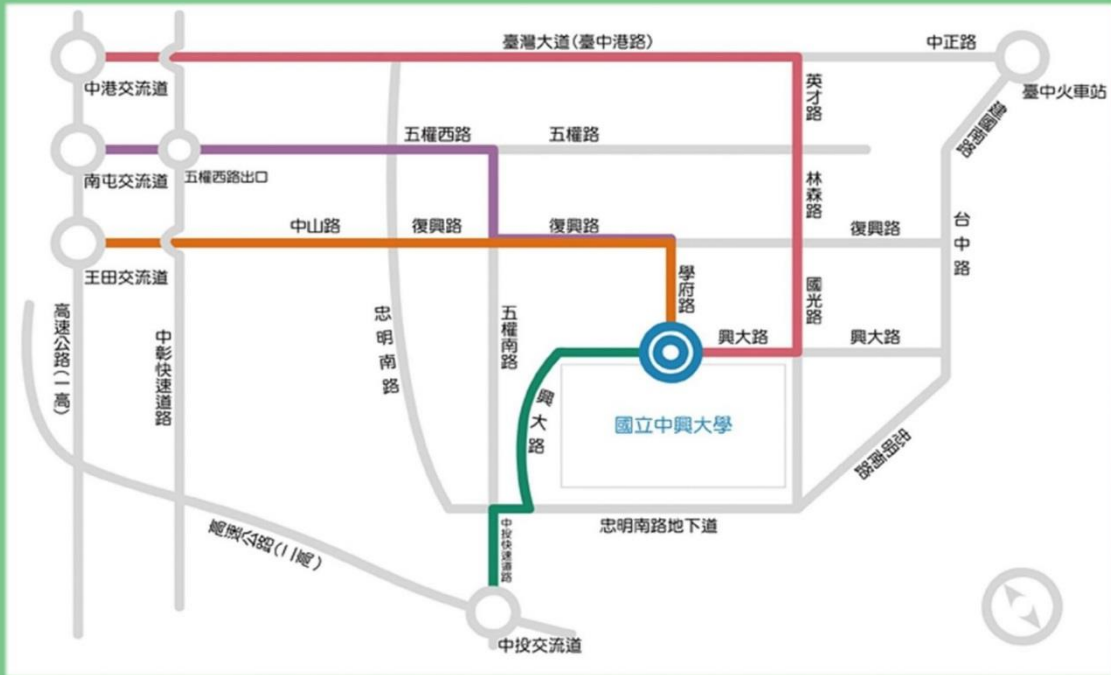 臺灣大道(臺中港路)
中正路
中港交流道
英才路
臺中火車站
建國南路
五權西路
五權路
南屯交流道
五權西路出口
林森路
中山路
復興路
復興路
復興路
台中路
王田交流道
學府路
國光路
高速公路(一高)
中彰快速道路
忠明南路
五權南路
興大路
興大路
興大路
國立中興大學
忠明南路
中投快速道路
忠明南路地下道
高速公路(二高)
中投交流道